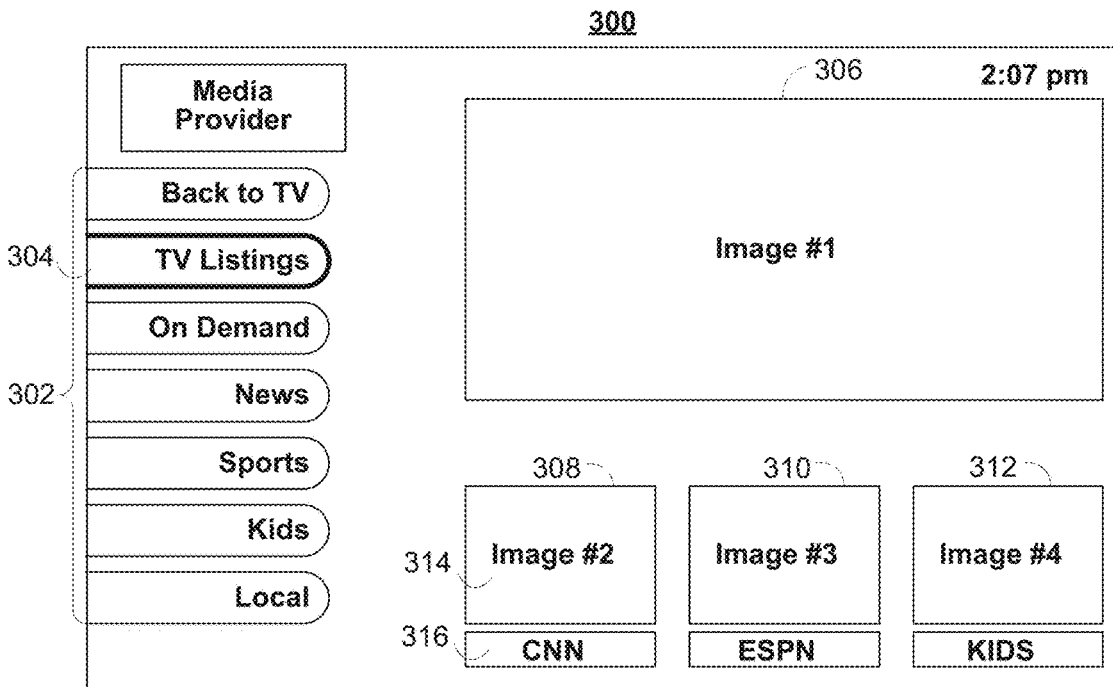 300
306
2:07 pm
Media
Provider
Back to TV
304
TV Listings
On Demand
302
News
Sports
Kids
Local
Image #1
308
310
312
314
Image #2
Image #3
Image #4
316
CNN
ESPN
KIDS